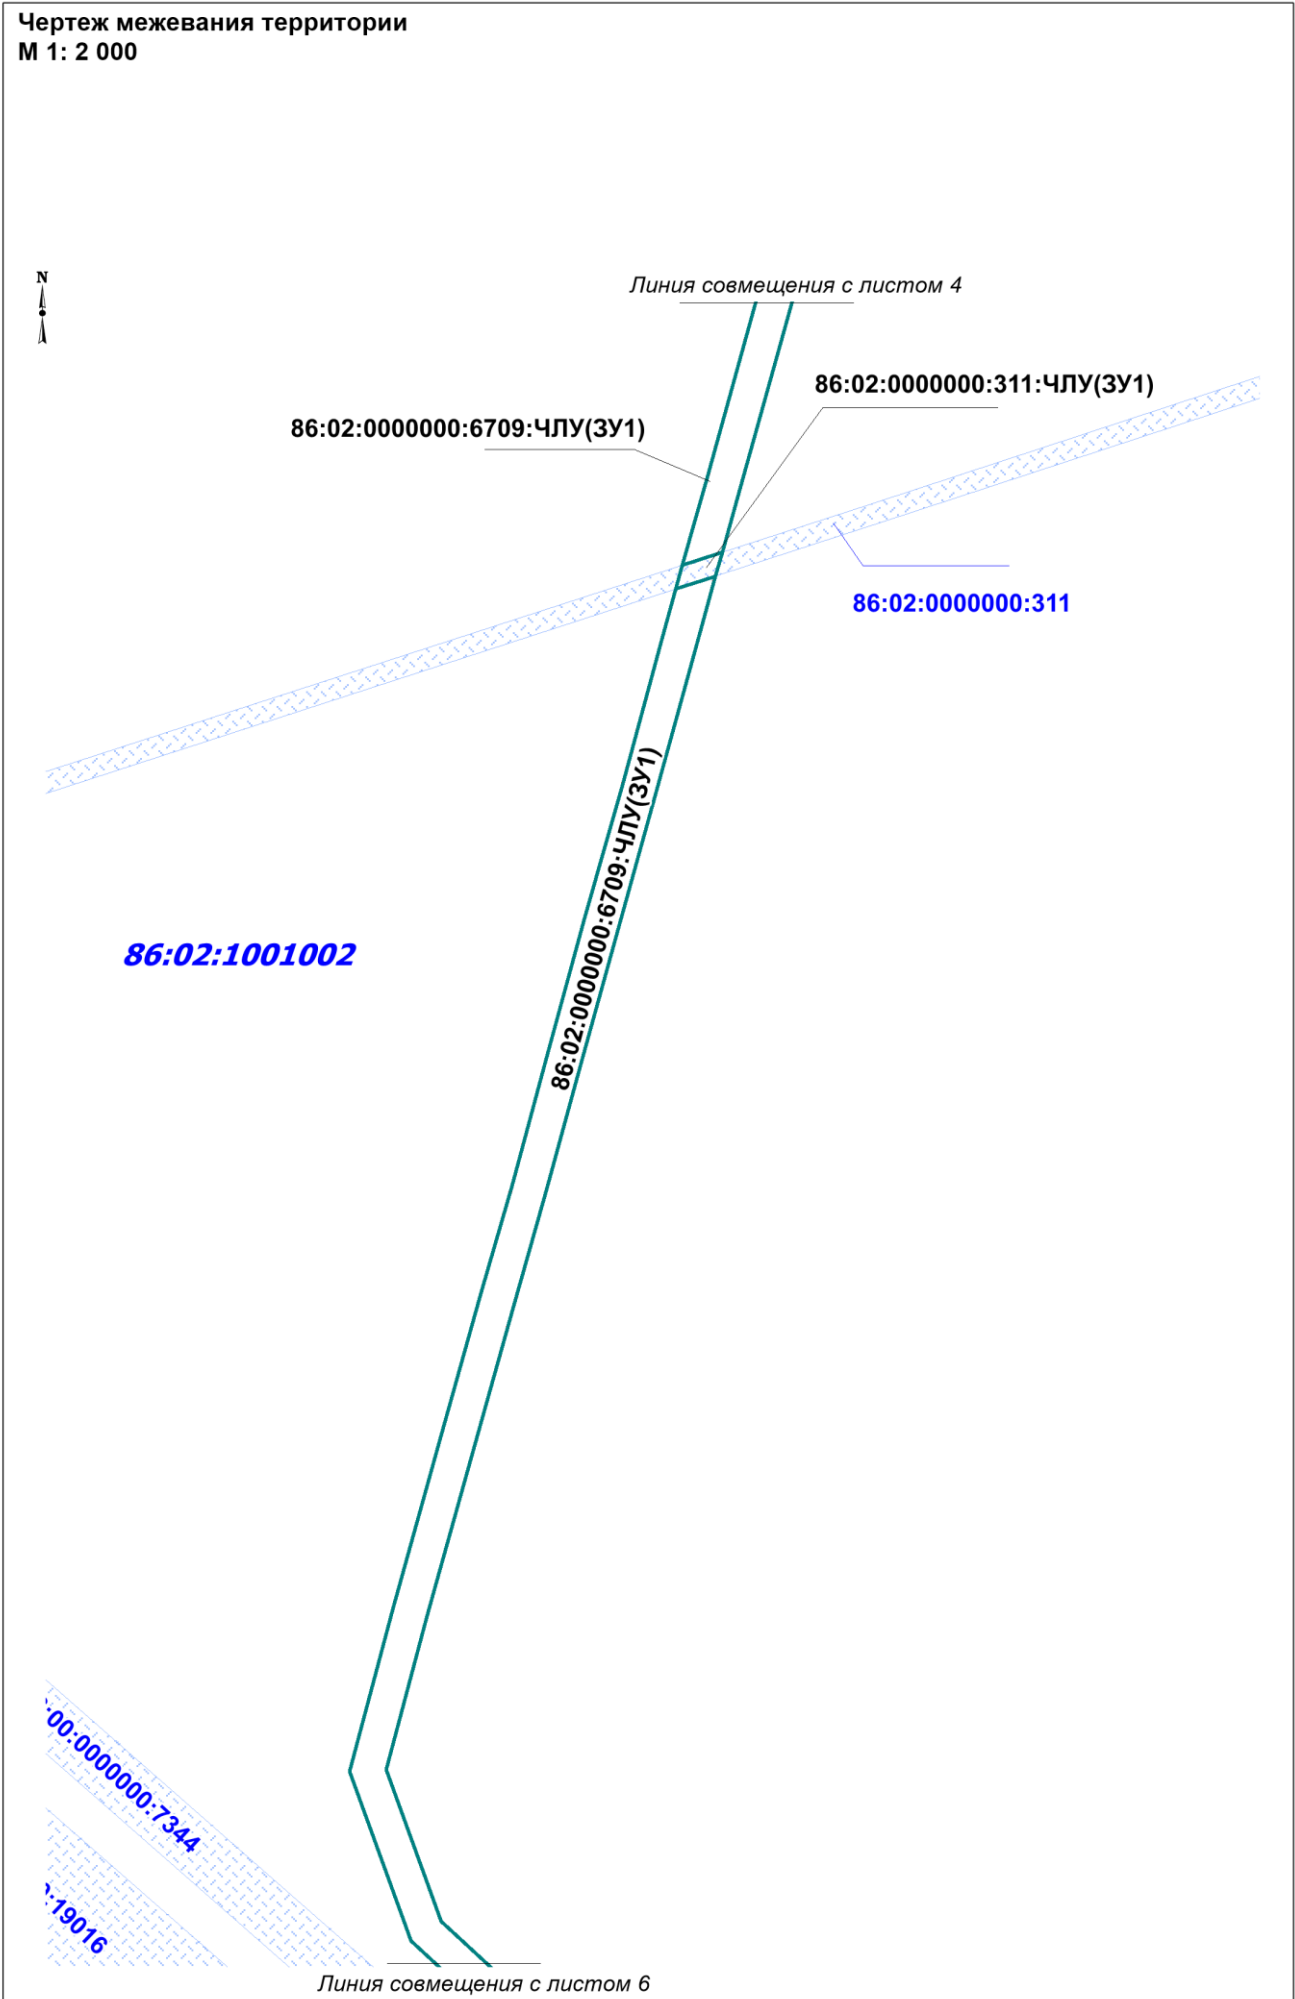 Чертеж межевания территории
М 1: 2 000
N
Линия совмещения с листом 4
86:02:0000000:311:ЧЛУ(ЗУ1)
86:02:0000000:6709:ЧЛУ(ЗУ1)
86:02:0000000:311
86:02:0000000:6709:ЧЛУ(ЗУ1)
86:02:1001002
:00:0000000:7344
:19016
Линия совмещения с листом 6